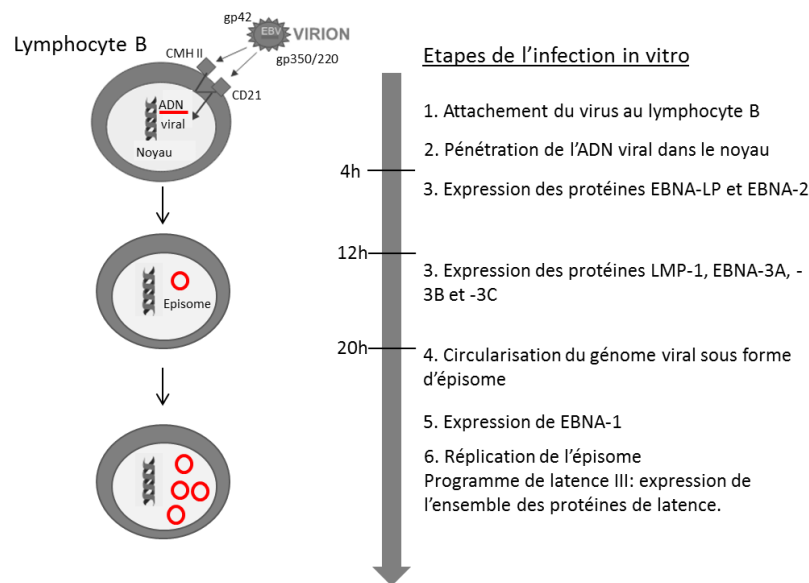 gp42
EBV
VIRION
Lymphocyte B
CMH II
gp350/220
CD21
ADN
viral
Noyau
Episome
4h
12h
20h
Etapes de l'infection in vitro
1. Attachement du virus au lymphocyte B
2. Pénétration de l'ADN viral dans le noyau
3. Expression des protéines EBNA-LP et EBNA-2
3. Expression des protéines LMP-1, EBNA-3A, -
3B et -3C
4. Circularisation du génome viral sous forme
d'épisome
5. Expression de EBNA-1
6. Réplication de l'épisome
Programme de latence III: expression de
l'ensemble des protéines de latence.